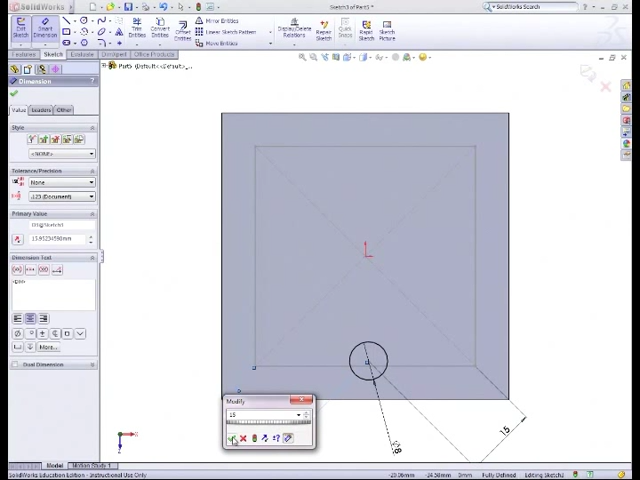 SolidWorks
Sketch3 of Part5 *
SolidWorks Search
Exit Sketch
Smart Dimension
Trim Entities
Convert Entities
Offset Entities
Mirror Entities
Linear Sketch Pattern
Move Entities
Display/Delete Relations
Repair Sketch
Quick Snaps
Rapid Sketch
Sketch Picture
Features
Sketch
Evaluate
DimXpert
Office Products
Part5 (Default<<Default>_...
Dimension
Value
Leaders
Other
Style
<NONE>
Tolerance/Precision
None
.123 (Document)
Primary Value
D3@Sketch3
Dimension Text
<DIM>
More...
Dual Dimension
Modify
15
15
Model
Motion Study 1
SolidWorks Education Edition - Instructional Use Only
Fully Defined
Editing Sketch3